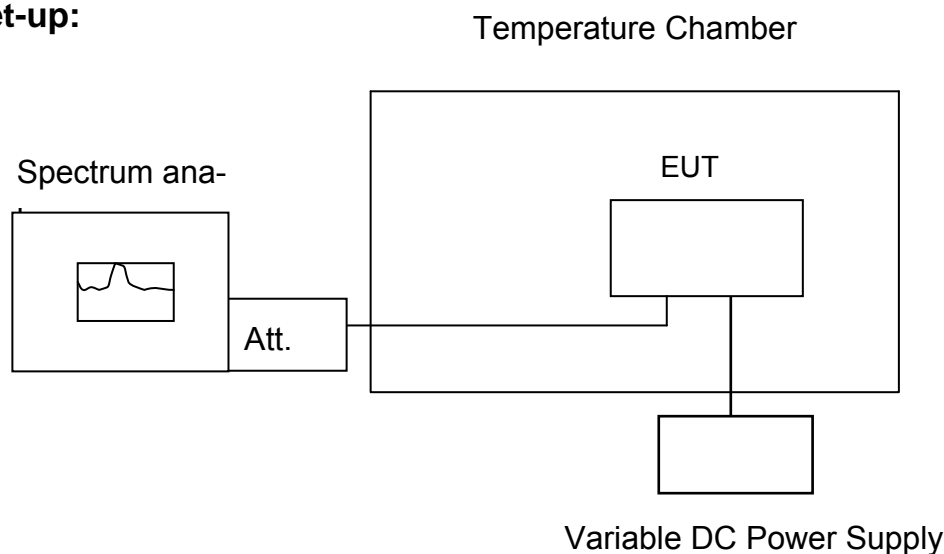 et-up:
Temperature Chamber
Spectrum ana-
EUT
Att.
Variable DC Power Supply